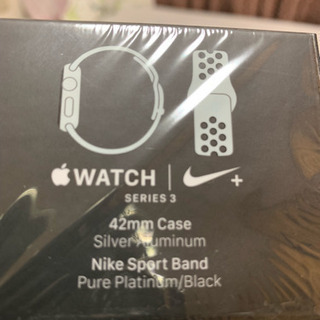 WATCH +
SERIES 3
42mm Case
Silver Aluminum
Nike Sport Band
Pure Platinum/Black